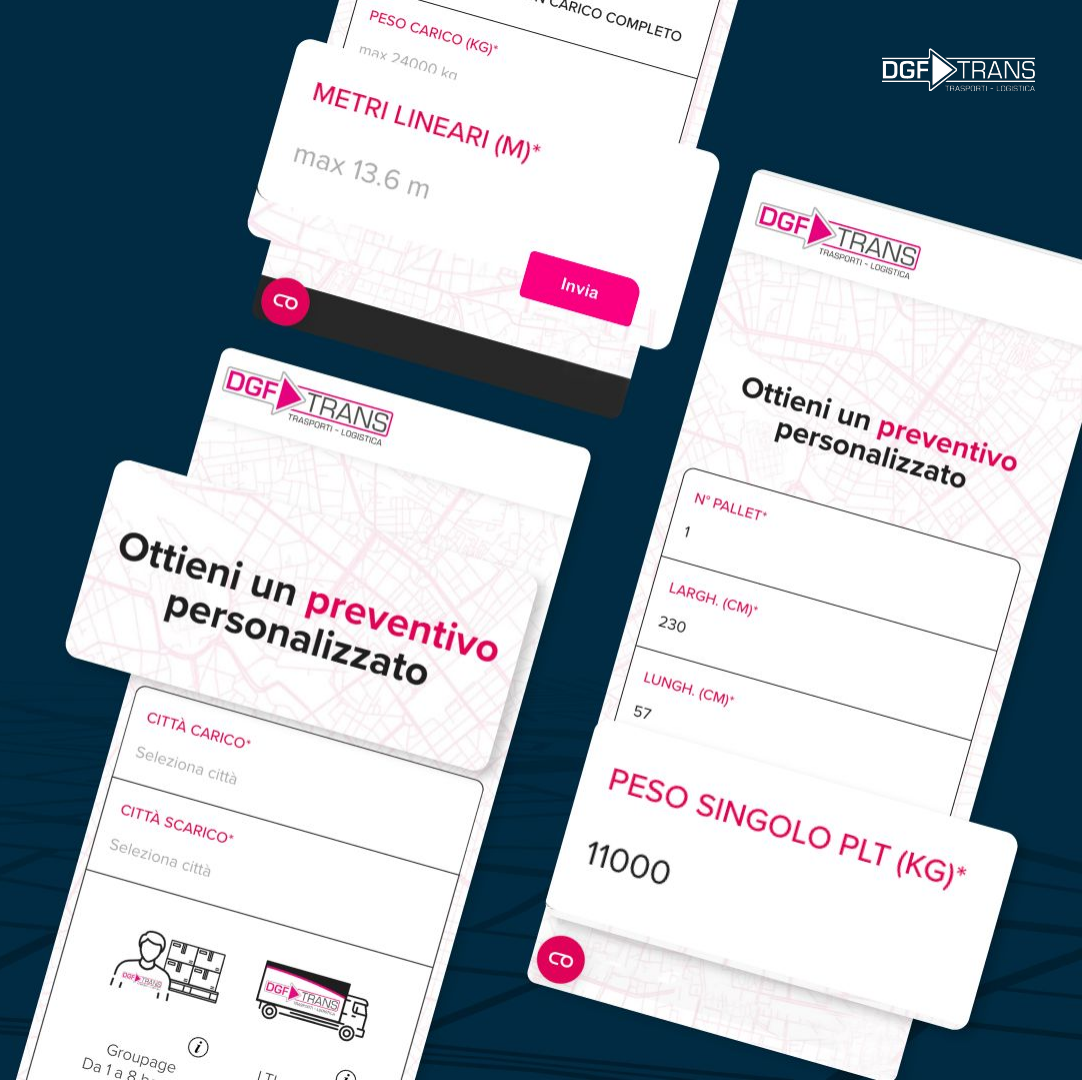 CARICO COMPLETO
PESO CARICO (KG)*
max 24000 kg
METRI LINEARI (M)*
max 13.6 m
Invia
DGF TRANS
TRASPORTI - LOGISTICA
DGF TRANS
TRASPORTI - LOGISTICA
Ottieni un preventivo
personalizzato
CITTÀ CARICO*
Seleziona città
CITTÀ SCARICO*
Seleziona città
DGF TRANS
DGF TRANS
i
Groupage
Da 1 a 8
i
DGF TRANS
TRASPORTI - LOGISTICA
Ottieni un preventivo
personalizzato
N° PALLET*
1
LARGH. (CM)*
230
LUNGH. (CM)*
57
PESO SINGOLO PLT (KG)*
11000